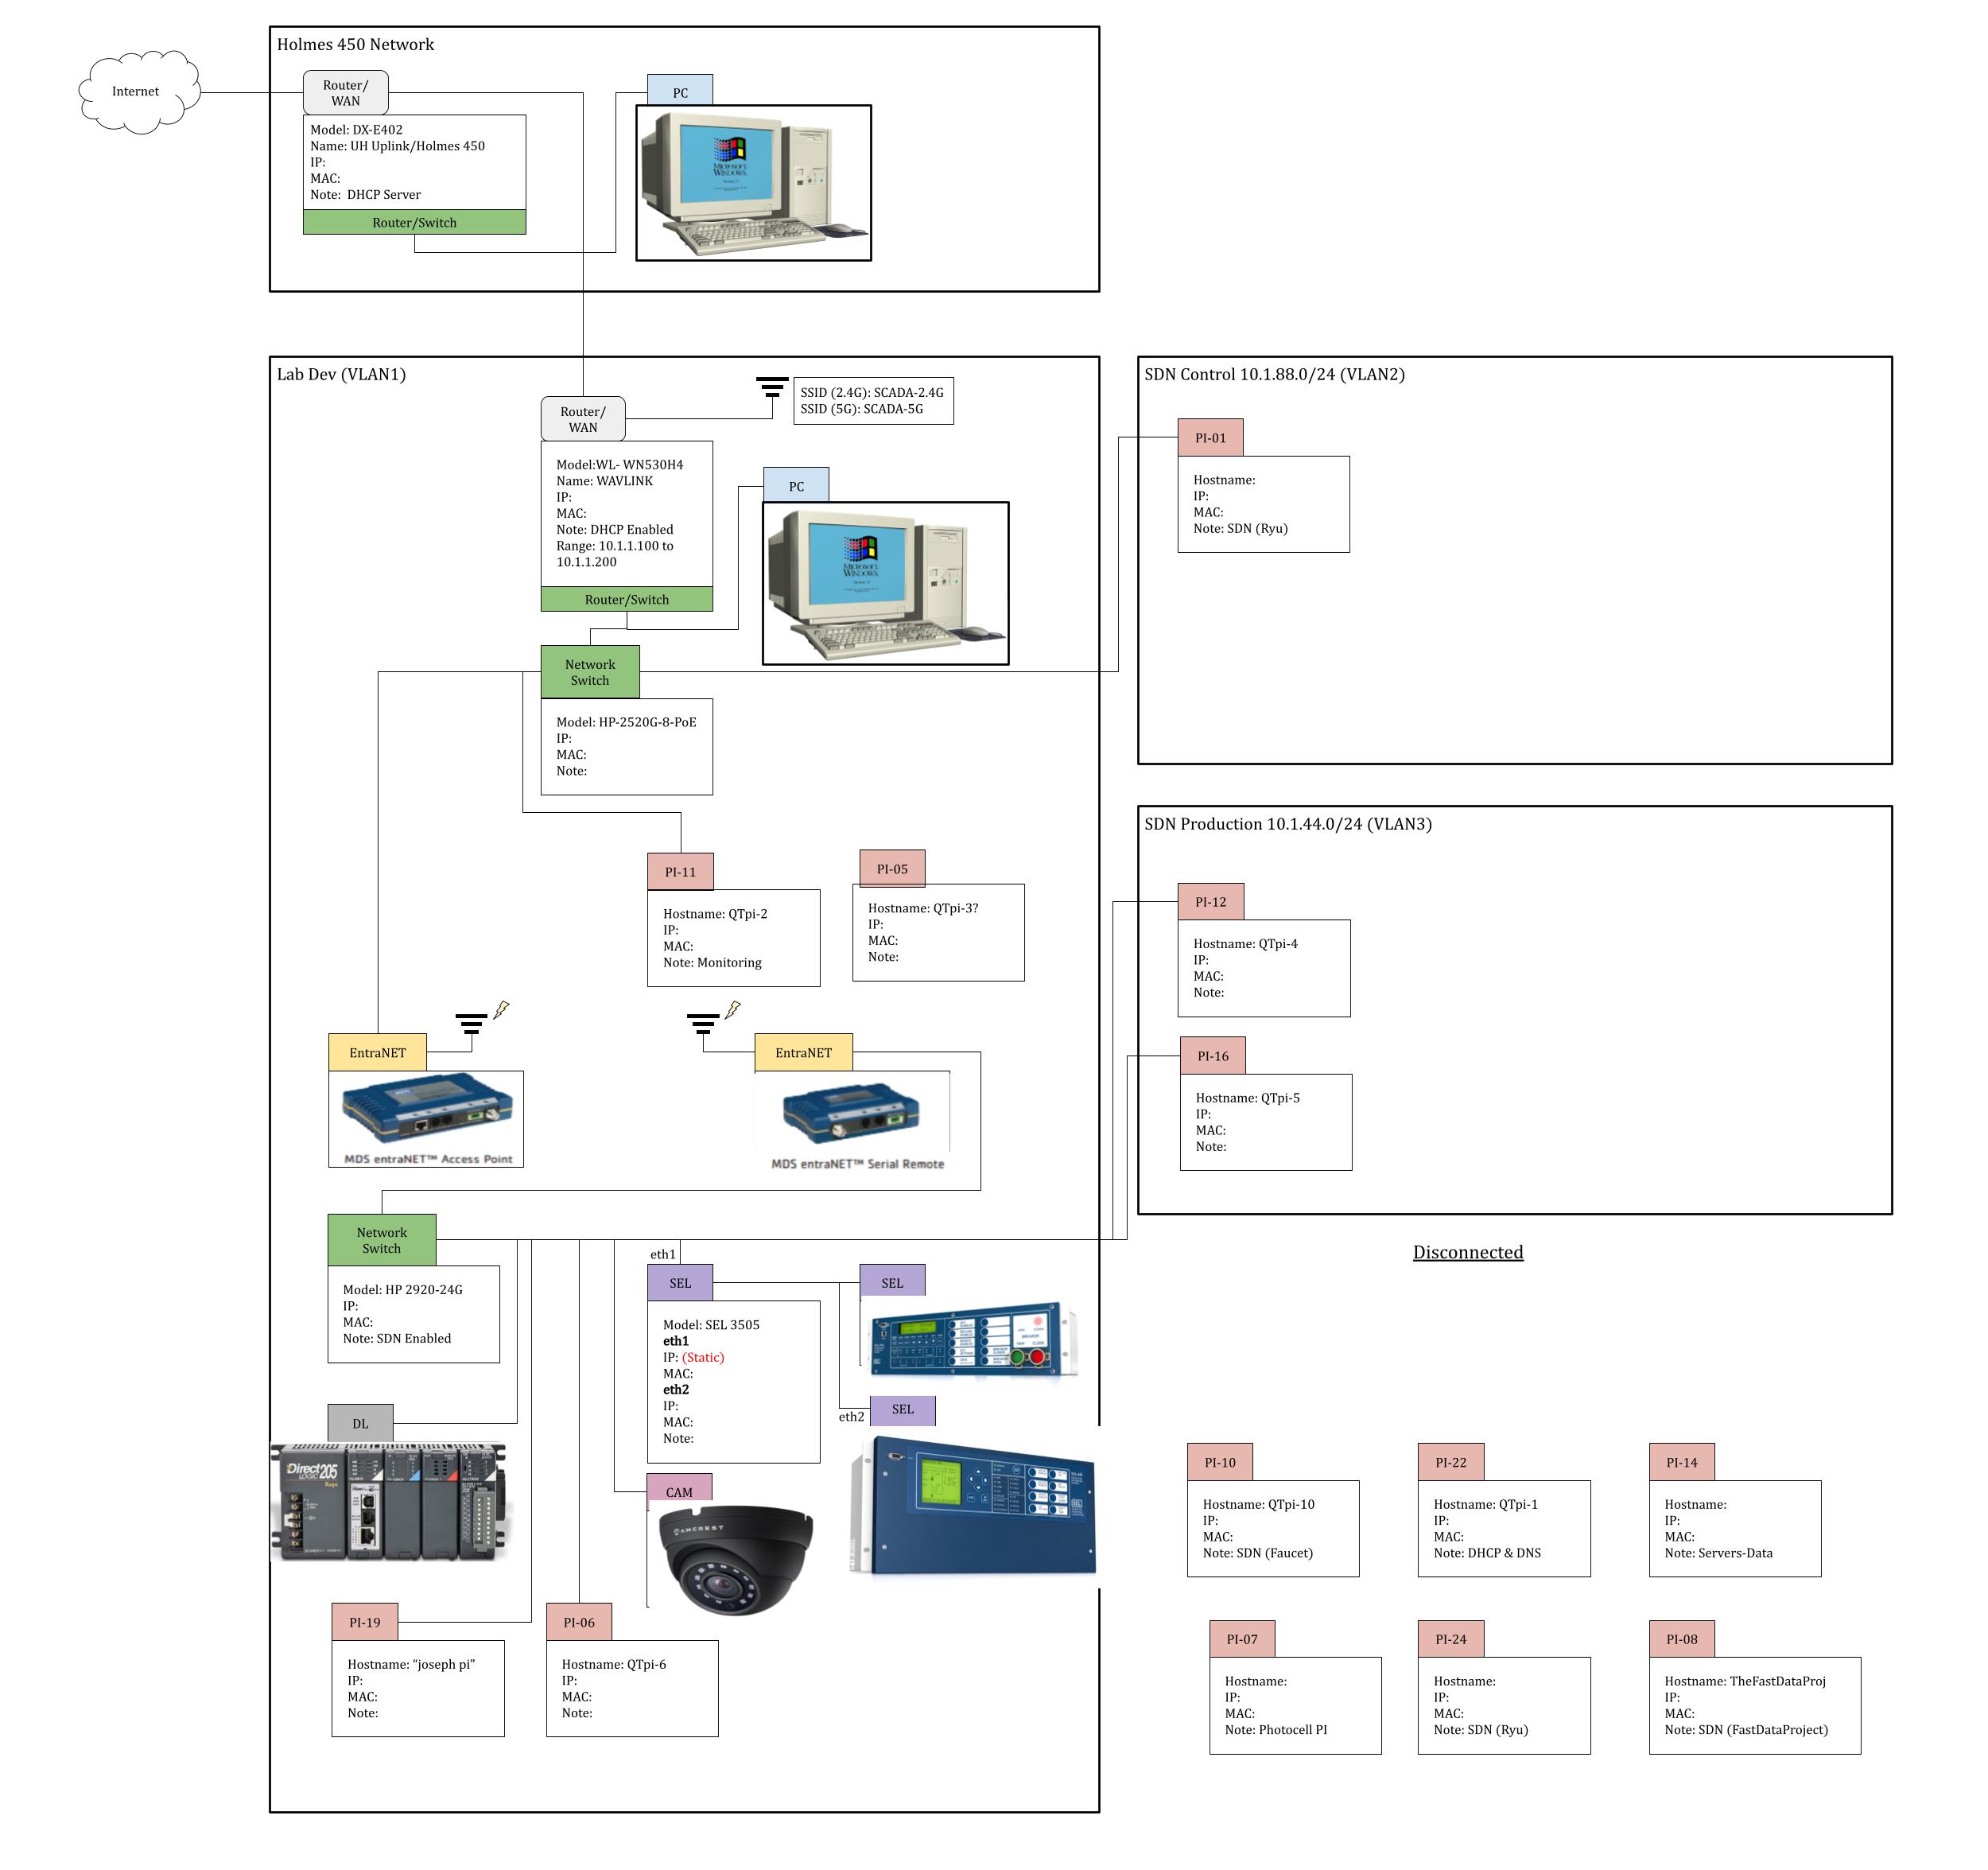 Holmes 450 Network
Internet
Router/
WAN
PC
Model: DX-E402
Name: UH Uplink/Holmes 450
IP:
MAC:
Note:  DHCP Server
Router/Switch
MICROSOFT
WINDOWS
Lab Dev (VLAN1)
Router/
WAN
SSID (2.4G): SCADA-2.4G
SSID (5G): SCADA-5G
Model:WL- WN530H4
Name: WAVLINK
IP:
MAC:
Note: DHCP Enabled
Range: 10.1.1.100 to
10.1.1.200
Router/Switch
PC
MICROSOFT
WINDOWS
Network
Switch
Model: HP-2520G-8-PoE
IP:
MAC:
Note:
PI-11
Hostname: QTpi-2
IP:
MAC:
Note: Monitoring
PI-05
Hostname: QTpi-3?
IP:
MAC:
Note:
EntraNET
MDS entraNET™ Access Point
EntraNET
MDS entraNET™ Serial Remote
Network
Switch
Model: HP 2920-24G
IP:
MAC:
Note: SDN Enabled
eth1
SEL
Model: SEL 3505
eth1
IP: (Static)
MAC:
eth2
IP:
MAC:
Note:
SEL
eth2
SEL
DL
Direct
LOGIC 205
Koyo
CAM
AMCREST
PI-19
Hostname: “joseph pi”
IP:
MAC:
Note:
PI-06
Hostname: QTpi-6
IP:
MAC:
Note:
SDN Control 10.1.88.0/24 (VLAN2)
PI-01
Hostname:
IP:
MAC:
Note: SDN (Ryu)
SDN Production 10.1.44.0/24 (VLAN3)
PI-12
Hostname: QTpi-4
IP:
MAC:
Note:
PI-16
Hostname: QTpi-5
IP:
MAC:
Note:
Disconnected
PI-10
Hostname: QTpi-10
IP:
MAC:
Note: SDN (Faucet)
PI-22
Hostname: QTpi-1
IP:
MAC:
Note: DHCP & DNS
PI-14
Hostname:
IP:
MAC:
Note: Servers-Data
PI-07
Hostname:
IP:
MAC:
Note: Photocell PI
PI-24
Hostname:
IP:
MAC:
Note: SDN (Ryu)
PI-08
Hostname: TheFastDataProj
IP:
MAC:
Note: SDN (FastDataProject)